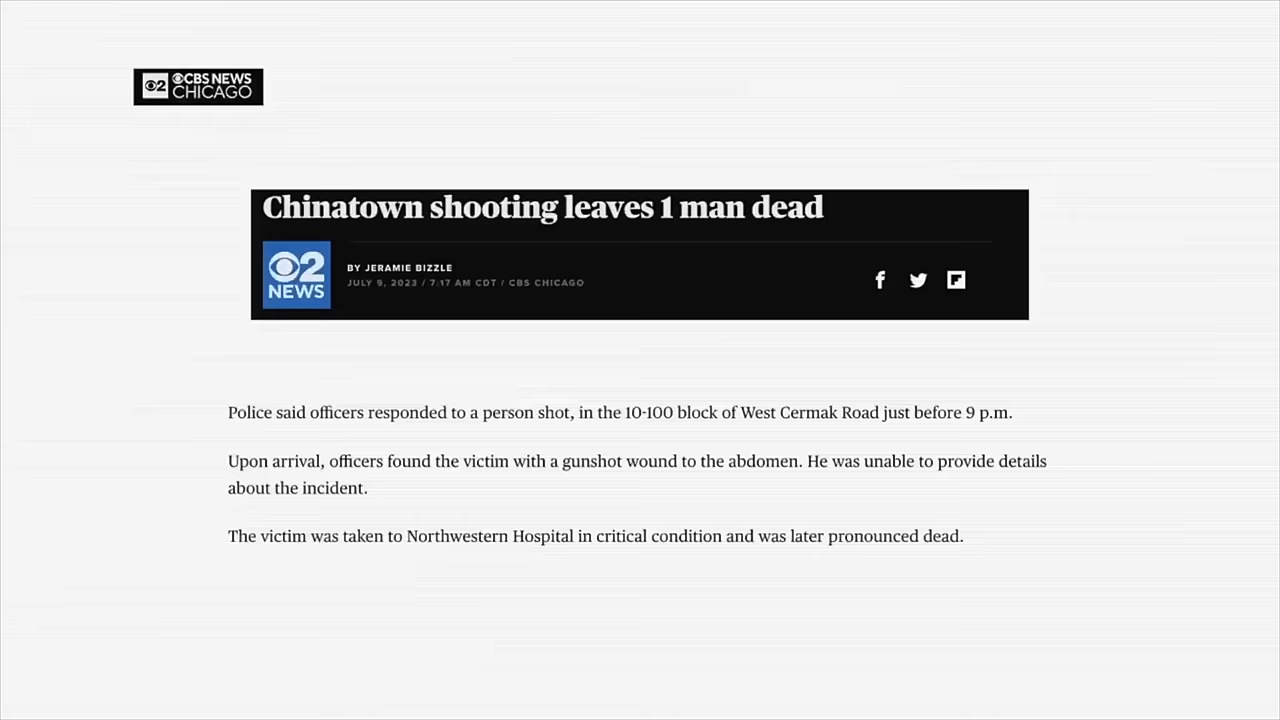 2 CBS NEWS
CHICAGO
Chinatown shooting leaves 1 man dead
2
NEWS
BY JERAMIE BIZZLE
JULY 9, 2023 / 7:17 AM CDT / CBS CHICAGO
Police said officers responded to a person shot, in the 10-100 block of West Cermak Road just before 9 p.m.
Upon arrival, officers found the victim with a gunshot wound to the abdomen. He was unable to provide details
about the incident.
The victim was taken to Northwestern Hospital in critical condition and was later pronounced dead.